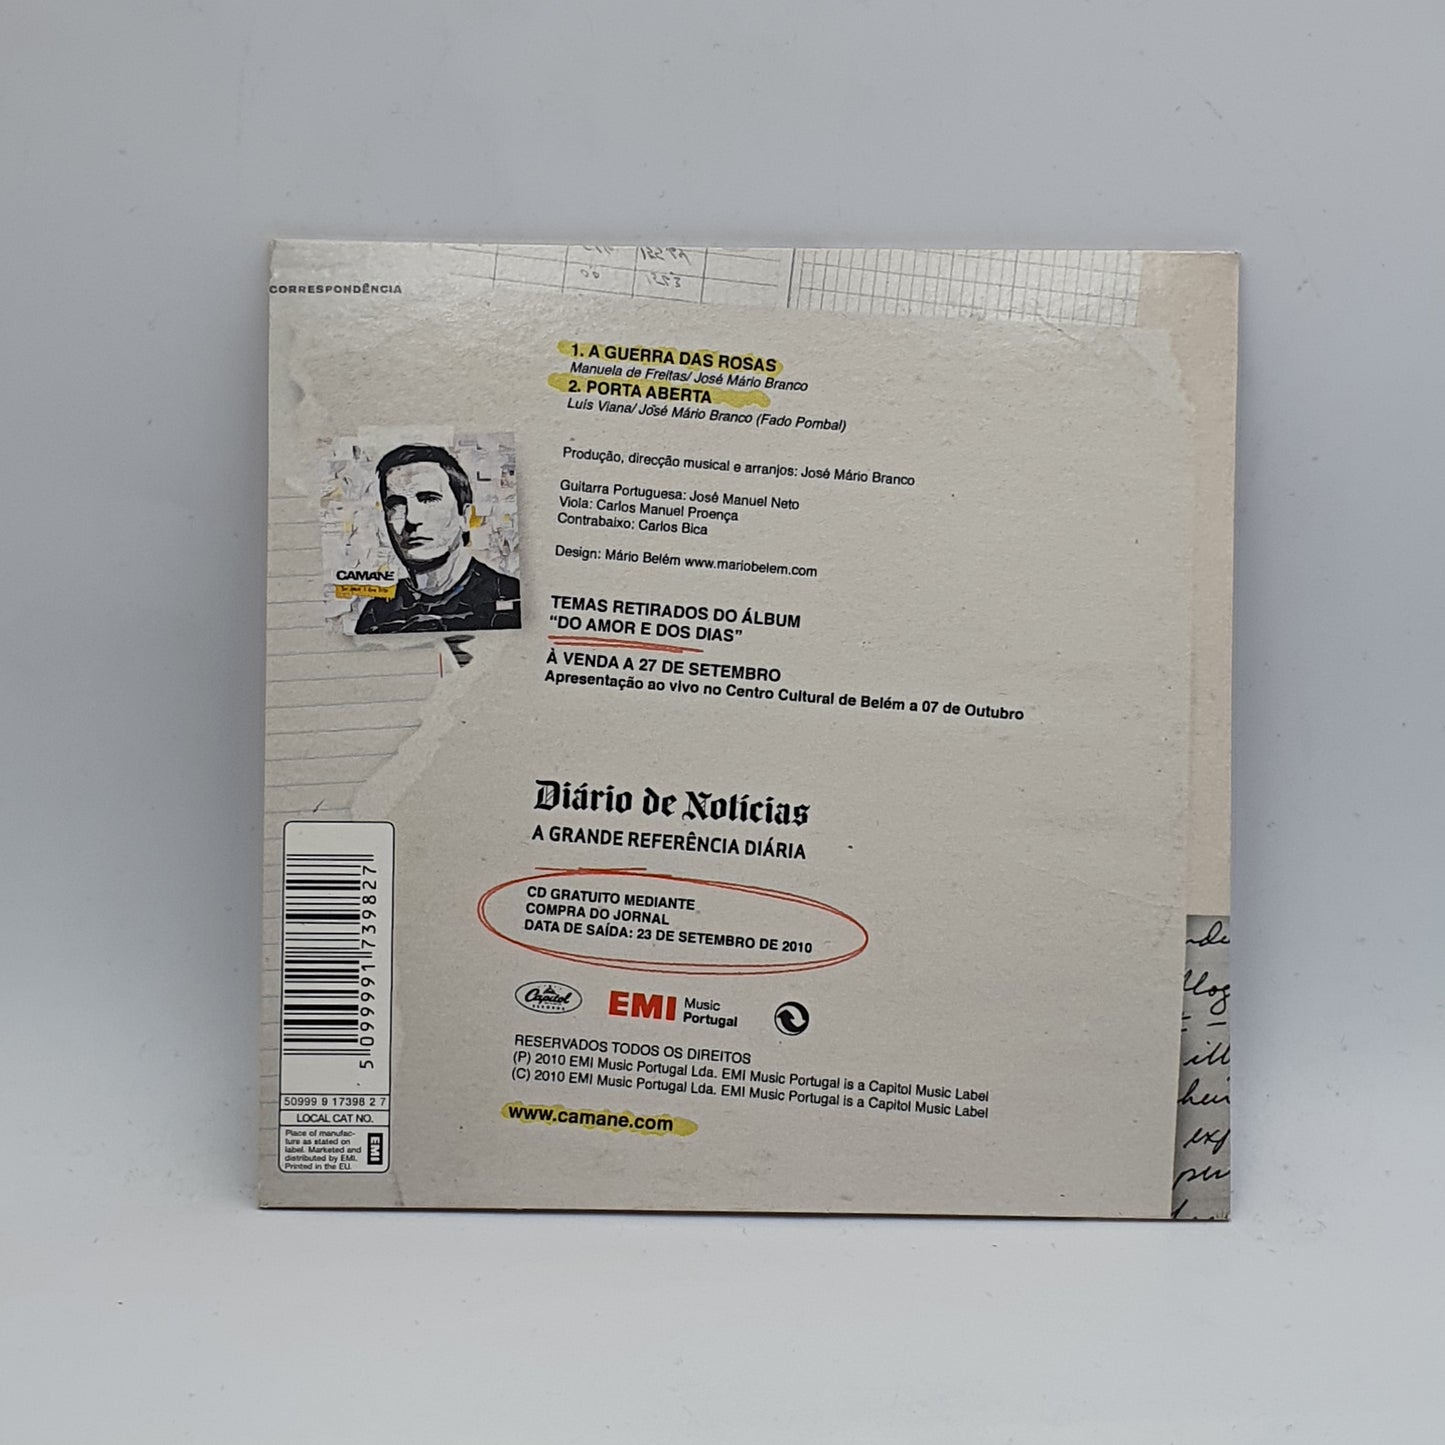 CORRESPONDÊNCIA
1. A GUERRA DAS ROSAS
Manuela de Freitas/ José Mário Branco
2. PORTA ABERTA
Luís Viana/ José Mário Branco (Fado Pombal)
Produção, direcção musical e arranjos: José Mário Branco
Guitarra Portuguesa: José Manuel Neto
Viola: Carlos Manuel Proença
Contrabaixo: Carlos Bica
Design: Mário Belém www.mariobelem.com
CAMANÉ
TEMAS RETIRADOS DO ÁLBUM
“DO AMOR E DOS DIAS”
À VENDA A 27 DE SETEMBRO
Apresentação ao vivo no Centro Cultural de Belém a 07 de Outubro
Diário de Notícias
A GRANDE REFERÊNCIA DIÁRIA
CD GRATUITO MEDIANTE
COMPRA DO JORNAL
DATA DE SAÍDA: 23 DE SETEMBRO DE 2010
Capitol
RECORDS
EMI Music
Portugal
RESERVADOS TODOS OS DIREITOS
(P) 2010 EMI Music Portugal Lda. EMI Music Portugal is a Capitol Music Label
(C) 2010 EMI Music Portugal Lda. EMI Music Portugal is a Capitol Music Label
www.camane.com
5 099991 739827
50999 9 17398 2 7
LOCAL CAT NO.
Place of manufac-
ture as stated on
label. Marketed and
distributed by EMI.
Printed in the EU.
EMI